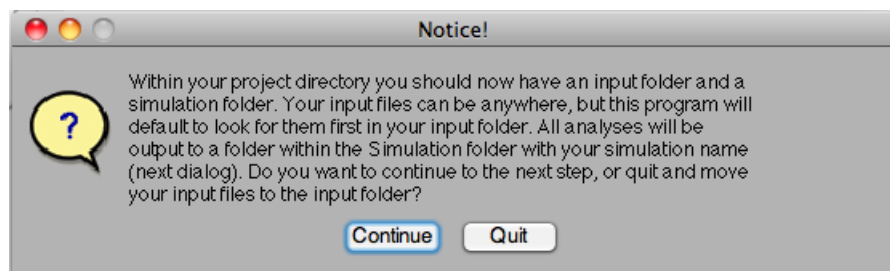 Notice!
Within your project directory you should now have an input folder and a
simulation folder. Your input files can be anywhere, but this program will
default to look for them first in your input folder. All analyses will be
output to a folder within the Simulation folder with your simulation name
(next dialog). Do you want to continue to the next step, or quit and move
your input files to the input folder?
?
Continue Quit